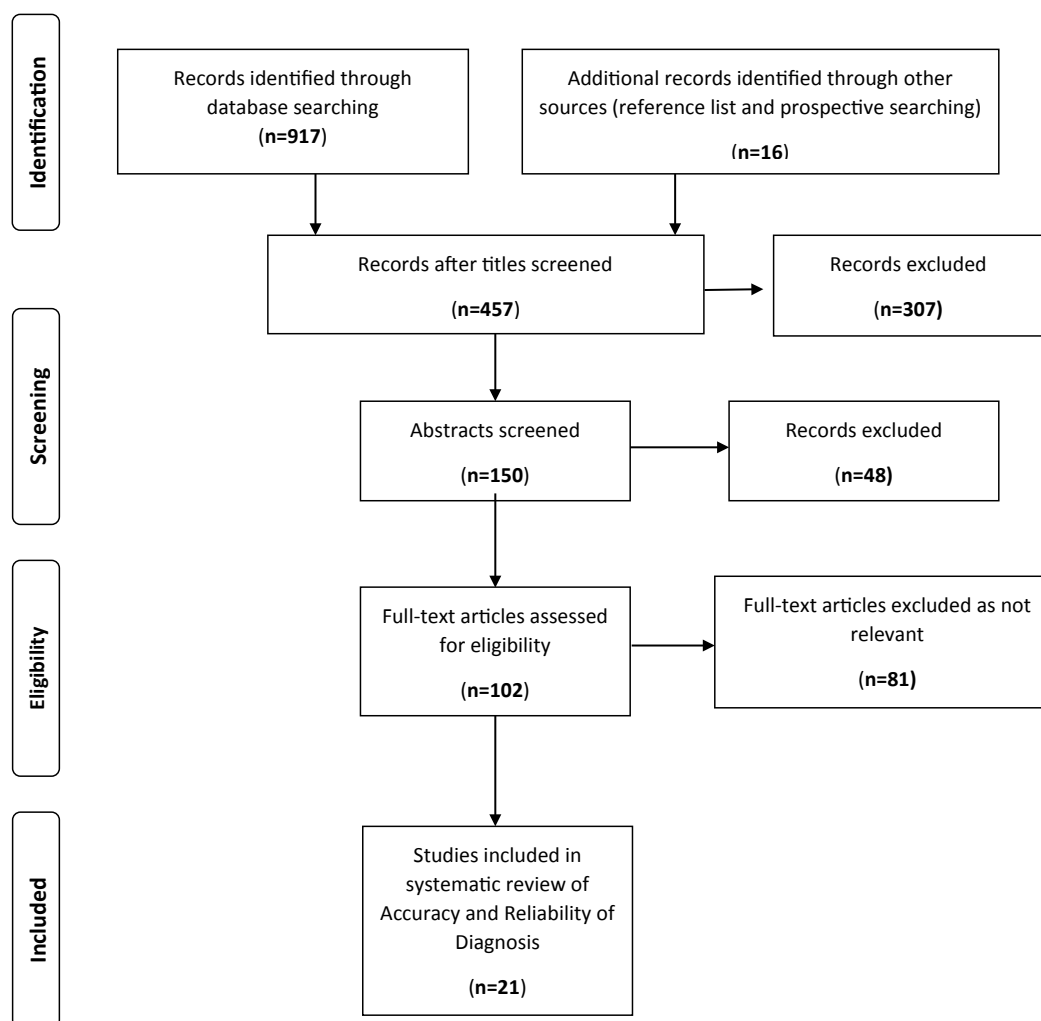 Identification
Records identified through
database searching
(n=917)
Additional records identified through other
sources (reference list and prospective searching)
(n=16)
Records after titles screened
(n=457)
Records excluded
(n=307)
Screening
Abstracts screened
(n=150)
Records excluded
(n=48)
Eligibility
Full-text articles assessed
for eligibility
(n=102)
Full-text articles excluded as not
relevant
(n=81)
Included
Studies included in
systematic review of
Accuracy and Reliability of
Diagnosis
(n=21)